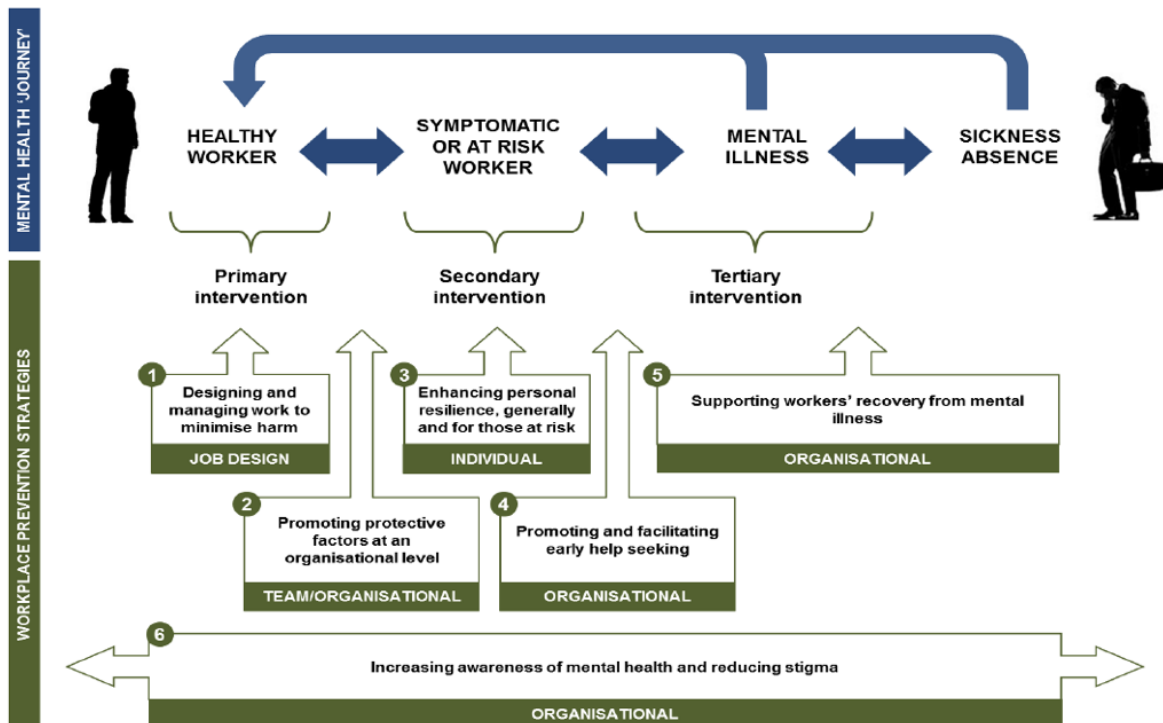 MENTAL HEALTH ‘JOURNEY’
HEALTHY
WORKER
SYMPTOMATIC
OR AT RISK
WORKER
MENTAL
ILLNESS
SICKNESS
ABSENCE
WORKPLACE PREVENTION STRATEGIES
Primary
intervention
Secondary
intervention
Tertiary
intervention
1
Designing and
managing work to
minimise harm
JOB DESIGN
3
Enhancing personal
resilience, generally
and for those at risk
INDIVIDUAL
5
Supporting workers’ recovery from mental
illness
ORGANISATIONAL
2
Promoting protective
factors at an
organisational level
TEAM/ORGANISATIONAL
4
Promoting and facilitating
early help seeking
ORGANISATIONAL
6
Increasing awareness of mental health and reducing stigma
ORGANISATIONAL